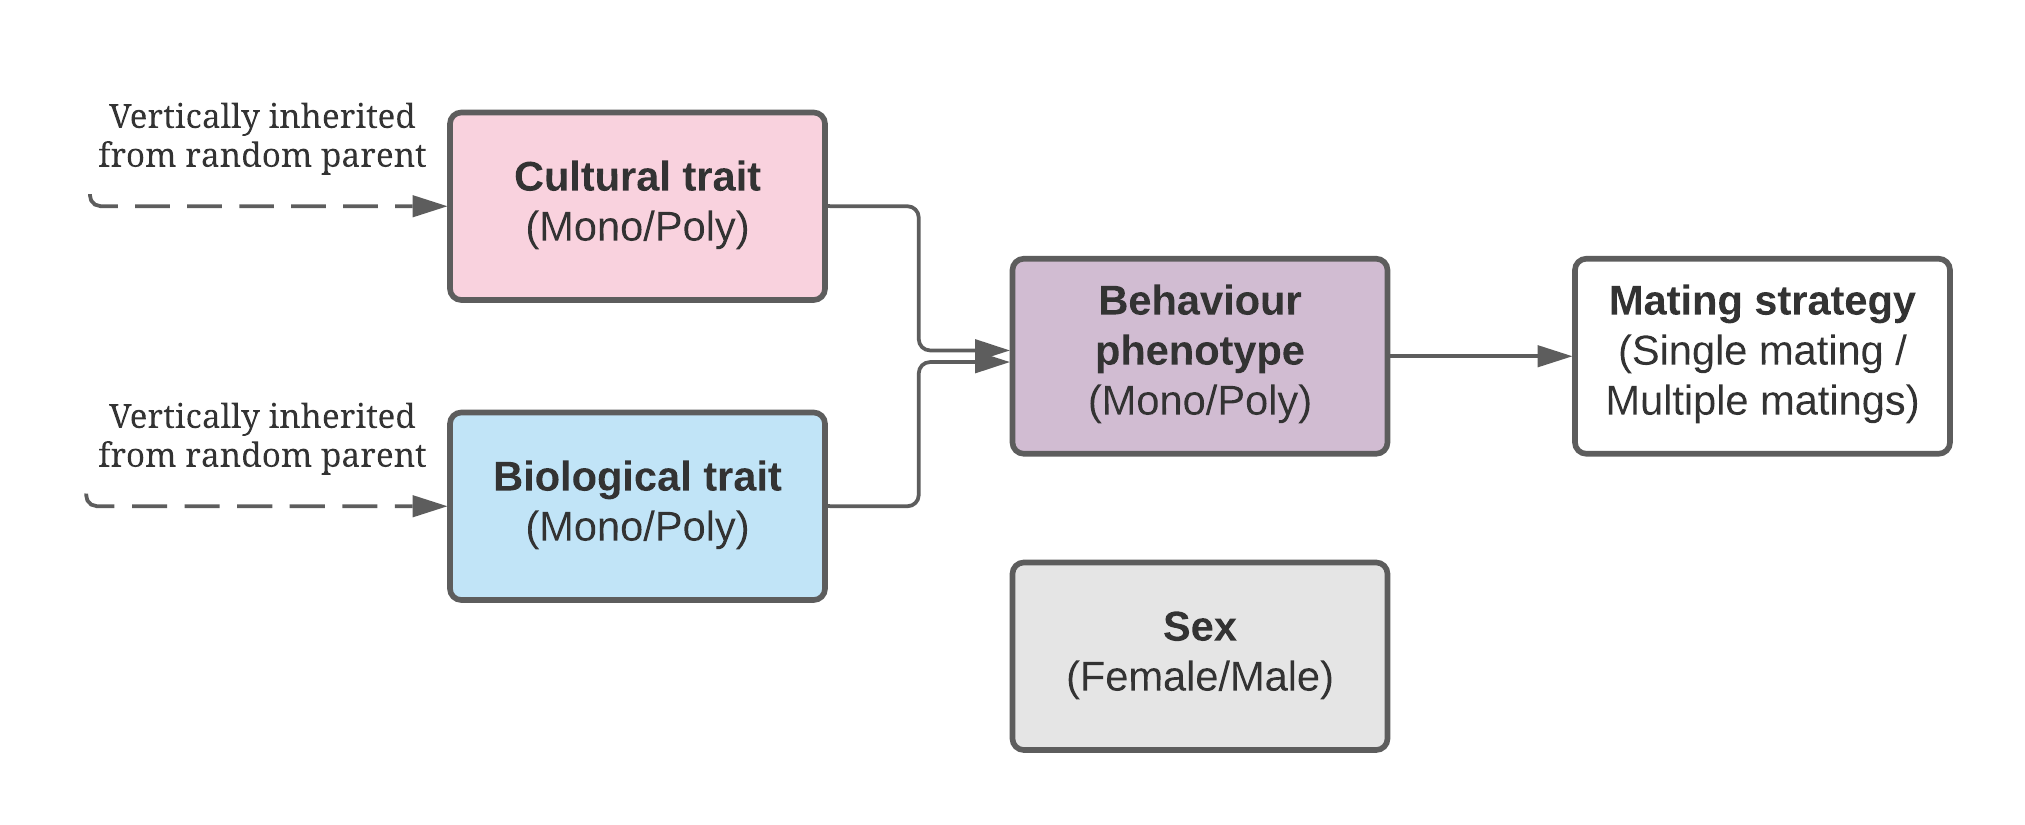 Vertically inherited
from random parent
Cultural trait
(Mono/Poly)
Vertically inherited
from random parent
Biological trait
(Mono/Poly)
Behaviour
phenotype
(Mono/Poly)
Mating strategy
(Single mating /
Multiple matings)
Sex
(Female/Male)